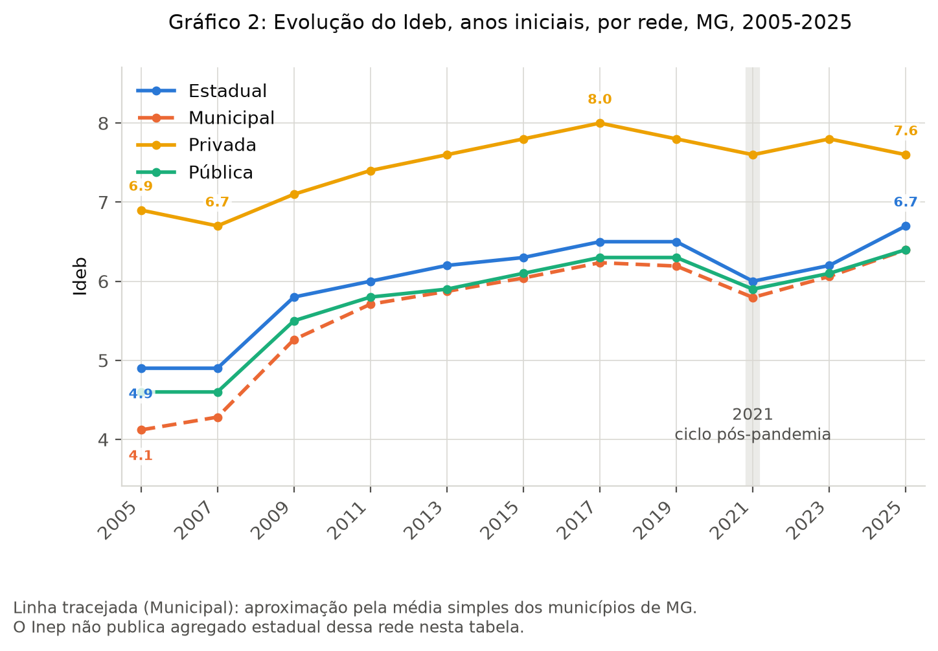 Gráfico 2: Evolução do Ideb, anos iniciais, por rede, MG, 2005-2025
Estadual
Municipal
Privada
Pública
8.0
7.6
6.9
6.7
6.7
4.9
4.1
8
7
6
5
4
Ideb
2021
ciclo pós-pandemia
2005
2007
2009
2011
2013
2015
2017
2019
2021
2023
2025
Linha tracejada (Municipal): aproximação pela média simples dos municípios de MG.
O Inep não publica agregado estadual dessa rede nesta tabela.